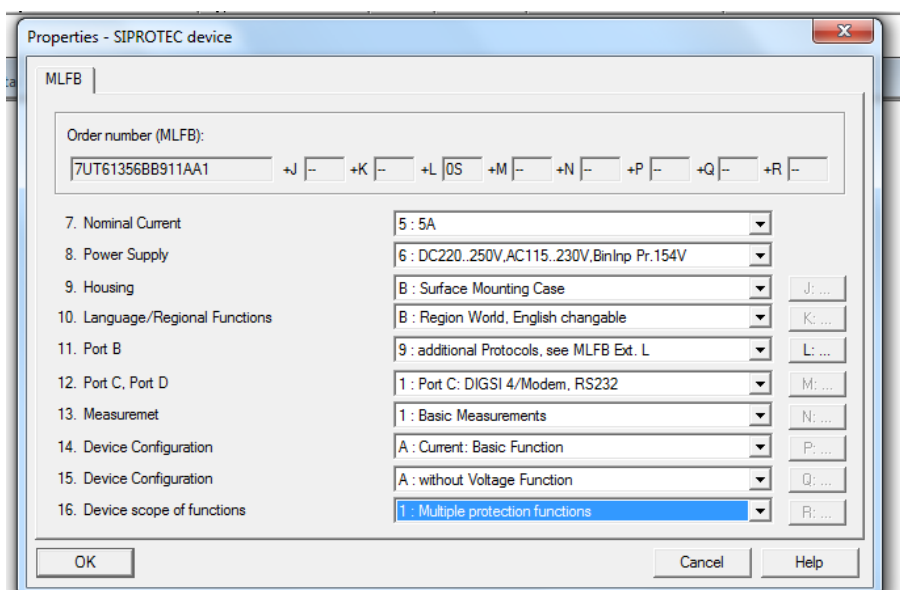 Properties - SIPROTEC device
MLFB
Order number (MLFB):
7UT61356BB911AA1 +J -- +K -- +L 0S +M -- +N -- +P -- +Q -- +R --
7. Nominal Current 5 : 5A
8. Power Supply 6 : DC220..250V,AC115..230V,BinInp Pr.154V
9. Housing B : Surface Mounting Case J: ...
10. Language/Regional Functions B : Region World, English changable K: ...
11. Port B 9 : additional Protocols, see MLFB Ext. L L: ...
12. Port C, Port D 1 : Port C: DIGSI 4/Modem, RS232 M: ...
13. Measuremet 1 : Basic Measurements N: ...
14. Device Configuration A : Current: Basic Function P: ...
15. Device Configuration A : without Voltage Function Q: ...
16. Device scope of functions 1 : Multiple protection functions R: ...
OK Cancel Help